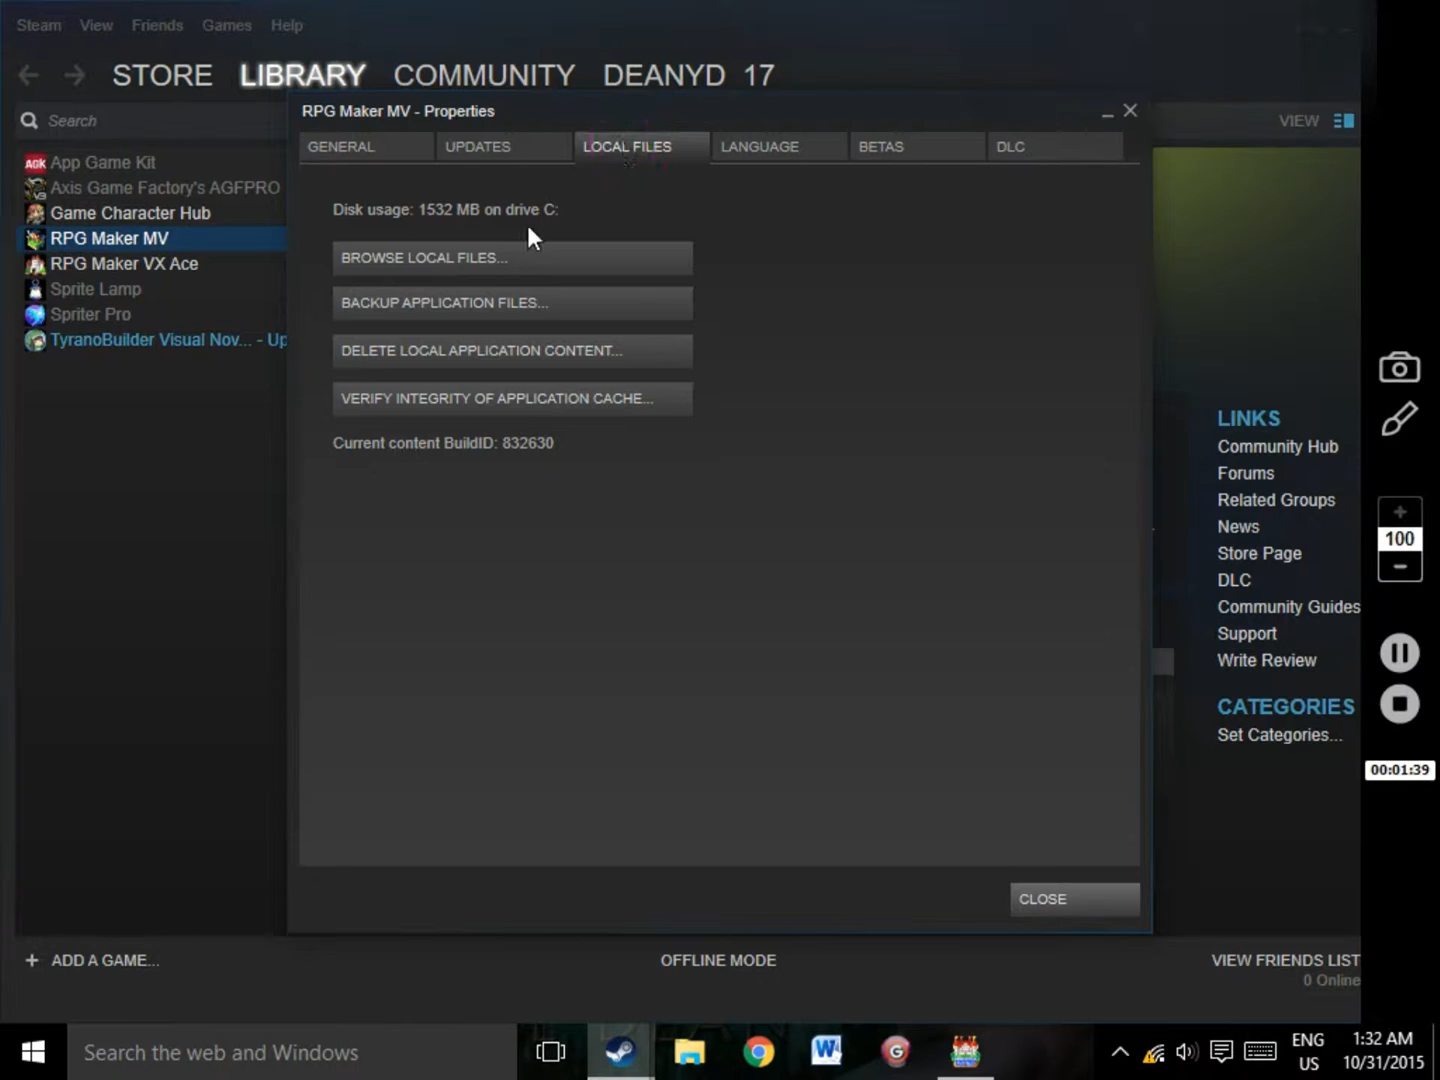 Steam View Friends Games Help
STORE LIBRARY COMMUNITY DEANYD_17
RPG Maker MV - Properties
Search
VIEW
GENERAL UPDATES LOCAL FILES LANGUAGE BETAS DLC
AGK App Game Kit
Axis Game Factory's AGFPRO
Game Character Hub
RPG Maker MV
RPG Maker VX Ace
Sprite Lamp
Spriter Pro
TyranoBuilder Visual Nov... - Up
Disk usage: 1532 MB on drive C:
BROWSE LOCAL FILES...
BACKUP APPLICATION FILES...
DELETE LOCAL APPLICATION CONTENT...
VERIFY INTEGRITY OF APPLICATION CACHE...
Current content BuildID: 832630
LINKS
Community Hub
Forums
Related Groups
News
Store Page
DLC
Community Guides
Support
Write Review
CATEGORIES
Set Categories...
+
100
-
00:01:39
CLOSE
+ ADD A GAME...
OFFLINE MODE
VIEW FRIENDS LIST
0 Online
Search the web and Windows
ENG
US
1:32 AM
10/31/2015